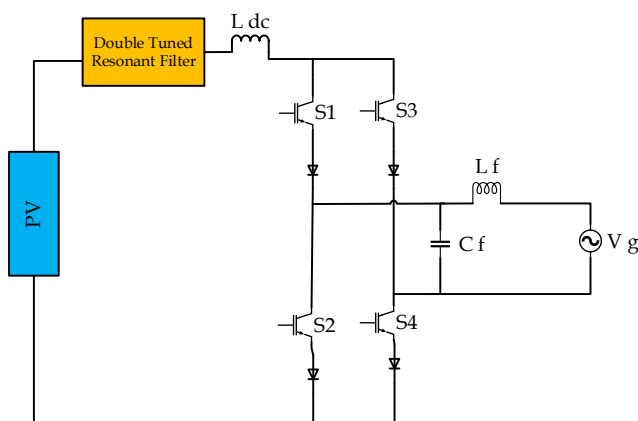 L dc
Double Tuned
Resonant Filter
S1
S3
PV
L f
C f
V g
S2
S4